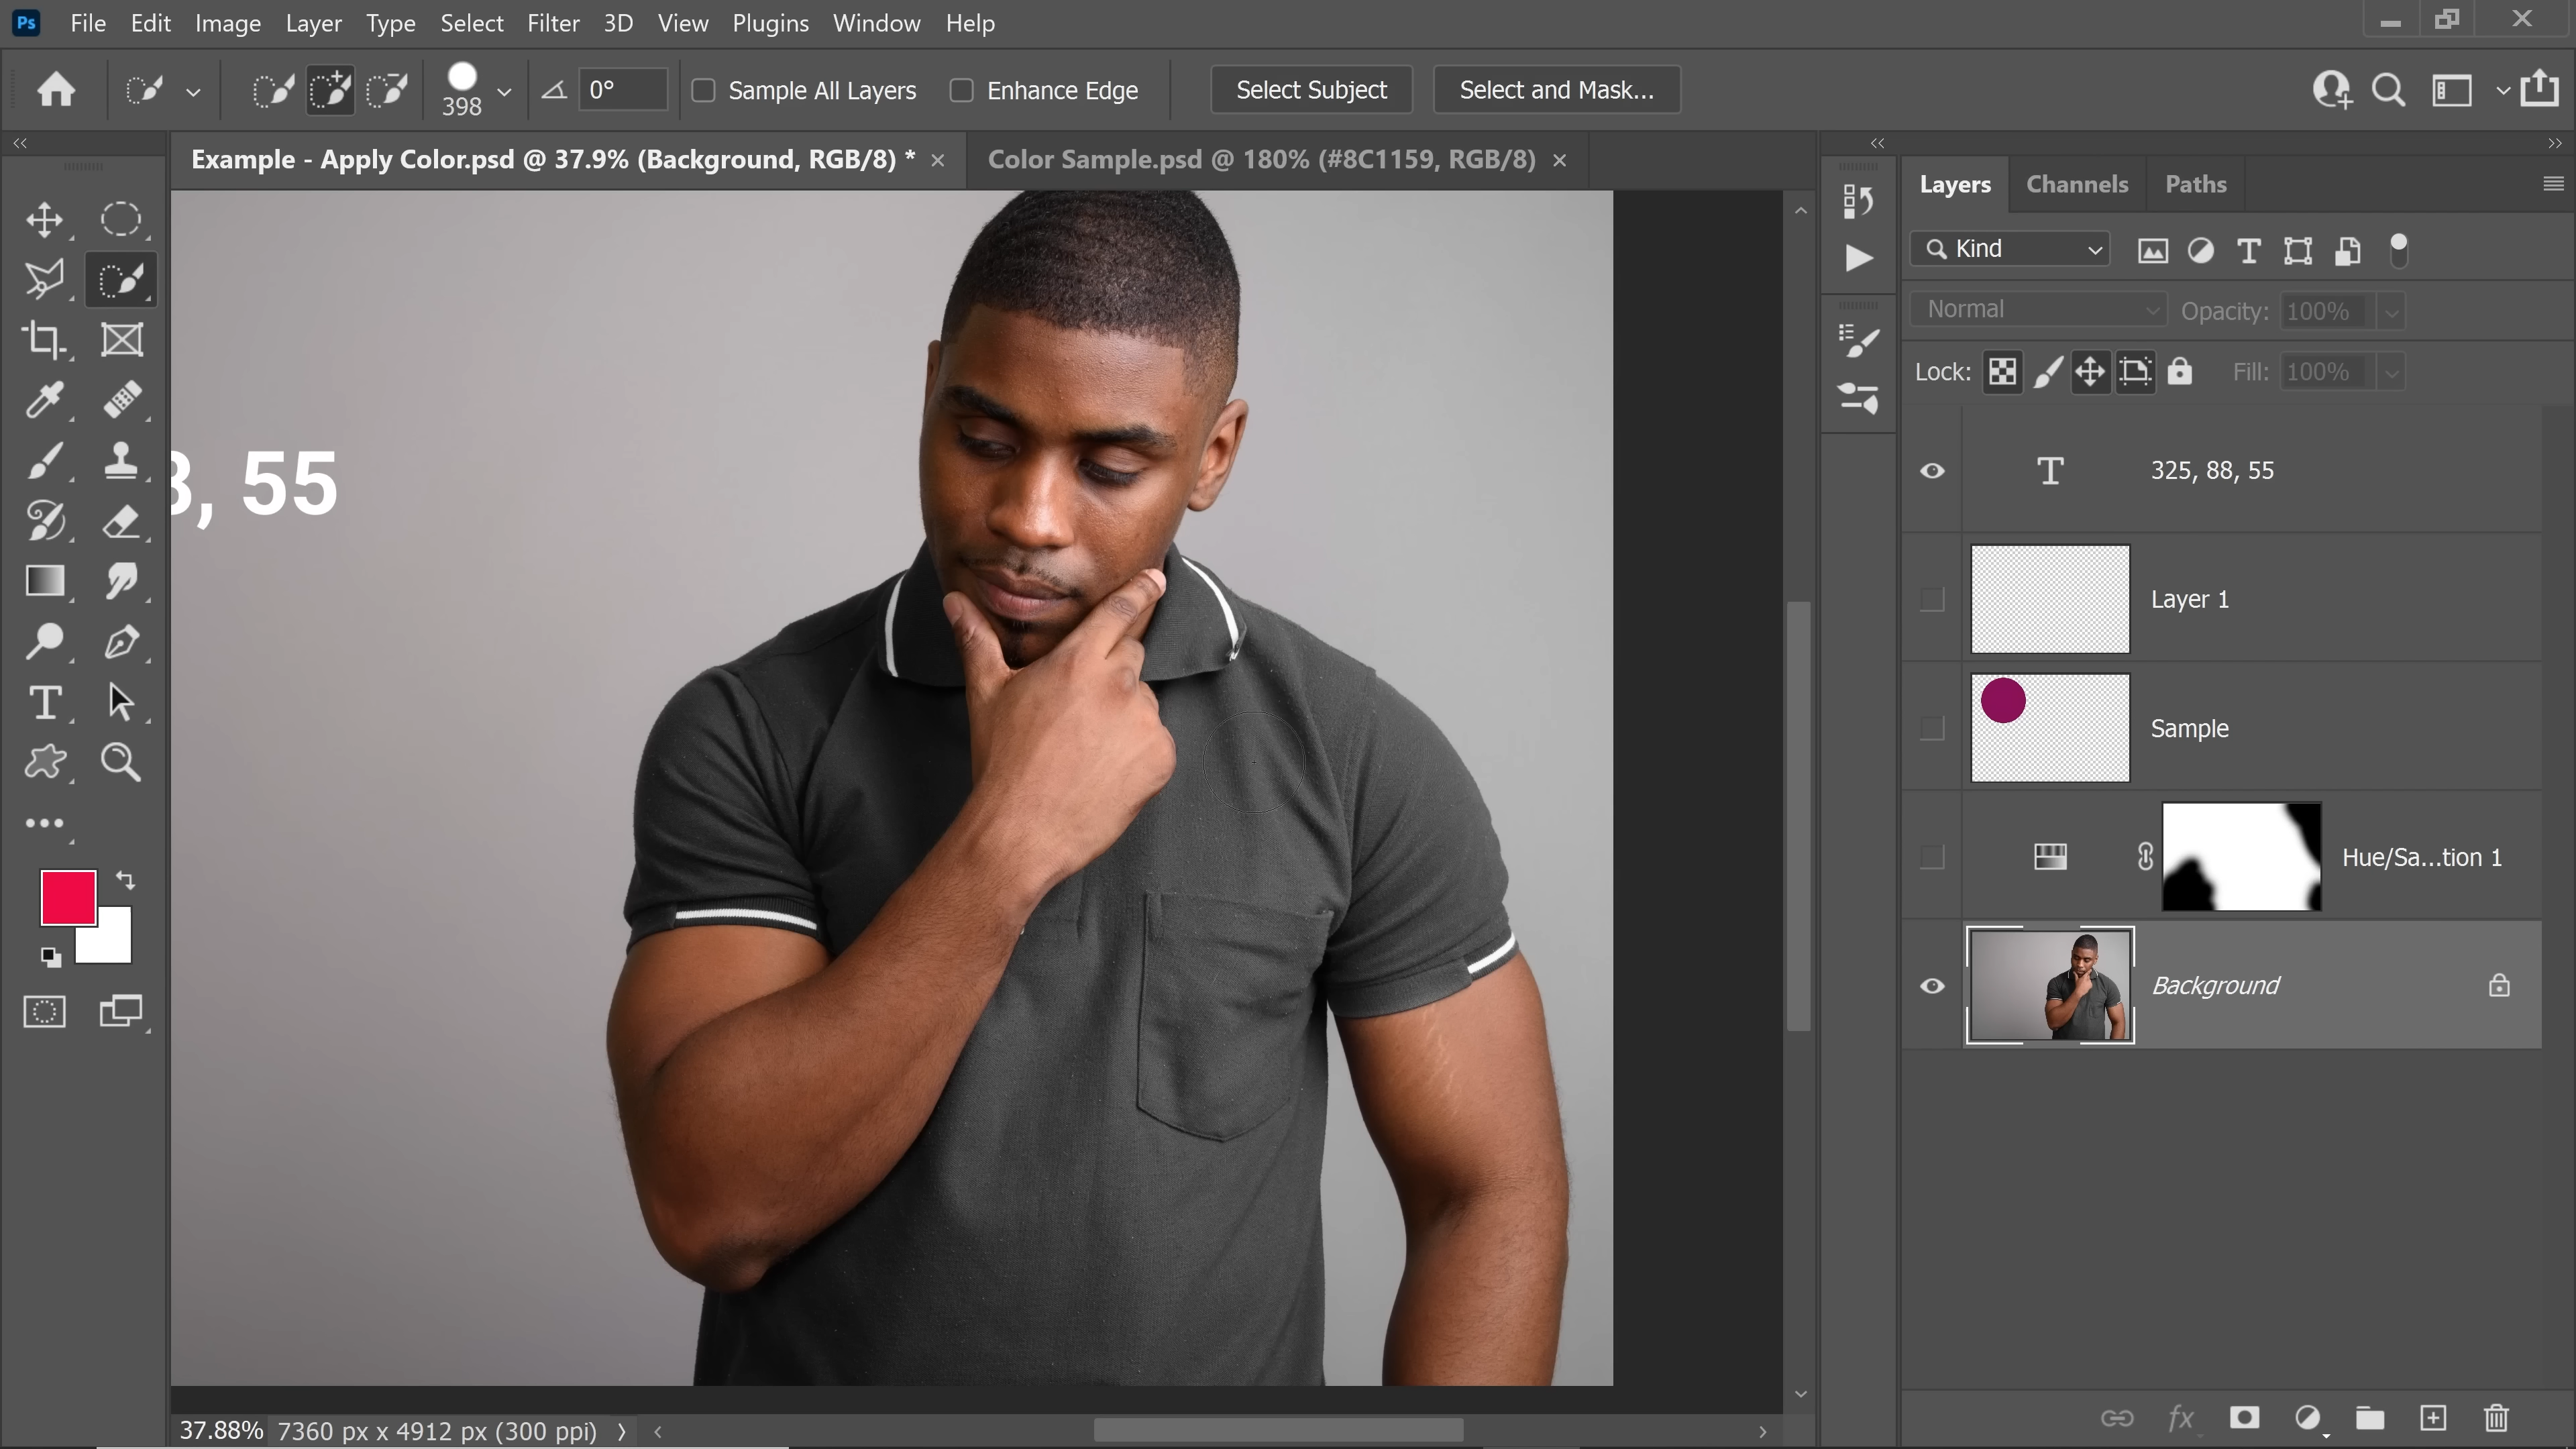 Ps File Edit Image Layer Type Select Filter 3D View Plugins Window Help
398 0° Sample All Layers Enhance Edge Select Subject Select and Mask...
Example - Apply Color.psd @ 37.9% (Background, RGB/8) * × Color Sample.psd @ 180% (#8C1159, RGB/8) ×
Layers Channels Paths
Kind
Normal Opacity: 100%
Lock: Fill: 100%
325, 88, 55
8, 55
Layer 1
Sample
Hue/Sa...tion 1
Background
fx
37.88% 7360 px x 4912 px (300 ppi)